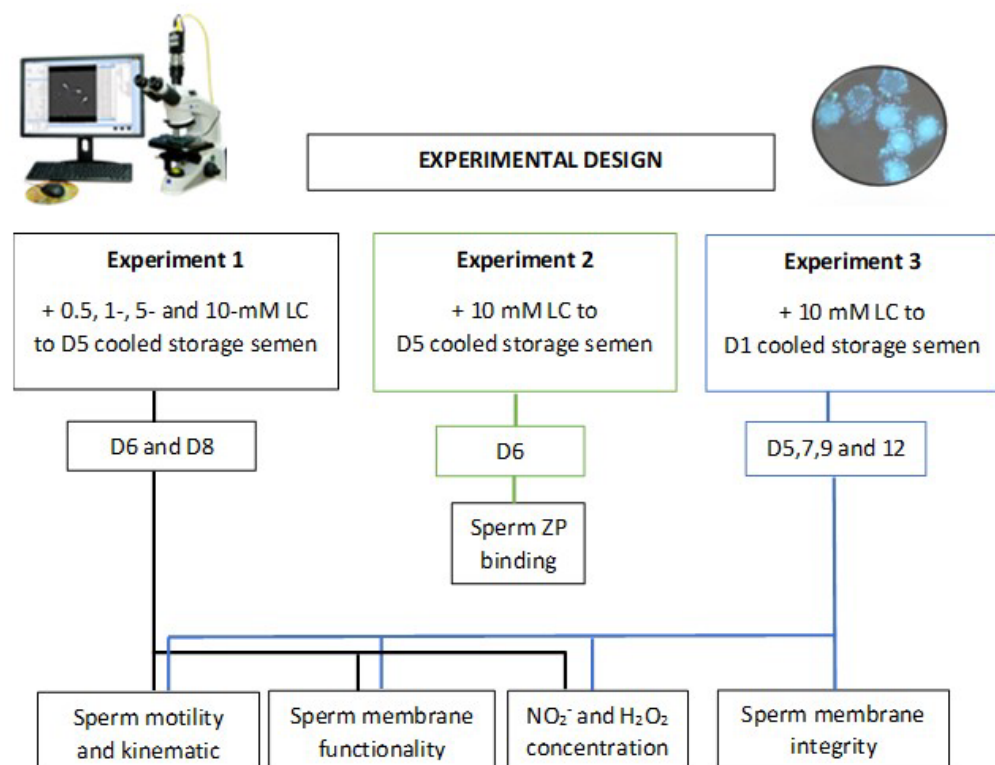 EXPERIMENTAL DESIGN
Experiment 1
+ 0.5, 1-, 5- and 10-mM LC
to D5 cooled storage semen
Experiment 2
+ 10 mM LC to
D5 cooled storage semen
Experiment 3
+ 10 mM LC to
D1 cooled storage semen
D6 and D8
D6
D5,7,9 and 12
Sperm ZP
binding
Sperm motility
and kinematic
Sperm membrane
functionality
NO₂⁻ and H₂O₂
concentration
Sperm membrane
integrity